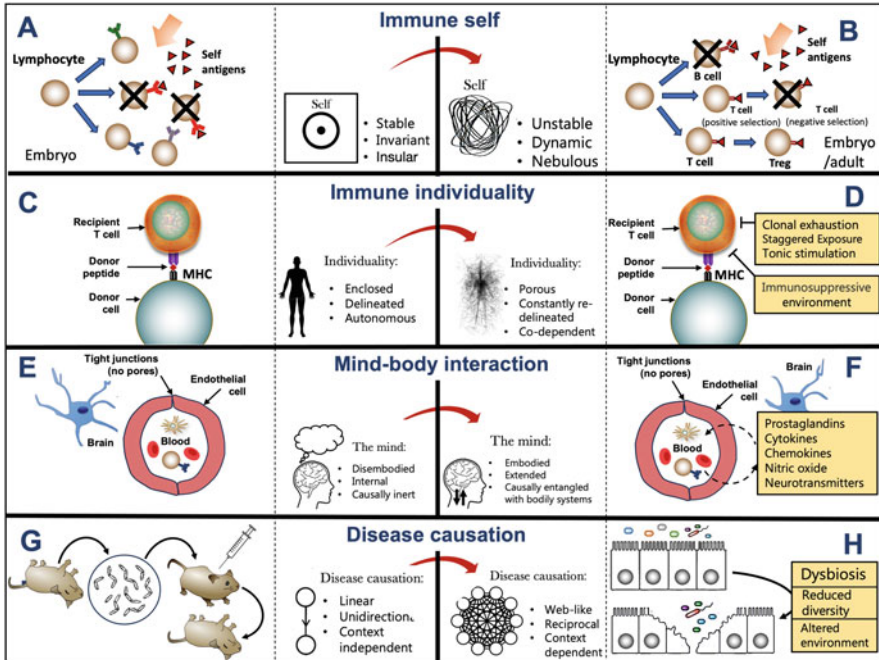 Immune self
A
Lymphocyte
Self
antigens
Embryo
Self
• Stable
• Invariant
• Insular
Self
• Unstable
• Dynamic
• Nebulous
B
Lymphocyte
B cell
Self
antigens
T cell
(positive selection)
T cell
(negative selection)
T cell
Treg
Embryo
/adult
Immune individuality
C
Recipient
T cell
Donor
peptide
MHC
Donor
cell
Individuality:
• Enclosed
• Delineated
• Autonomous
Individuality:
• Porous
• Constantly re-
delineated
• Co-dependent
D
Recipient
T cell
Donor
peptide
MHC
Donor
cell
Clonal exhaustion
Staggered Exposure
Tonic stimulation
Immunosuppressive
environment
Mind-body interaction
E
Tight junctions
(no pores)
Endothelial
cell
Brain
Blood
The mind:
• Disembodied
• Internal
• Causally inert
The mind:
• Embodied
• Extended
• Causally entangled
with bodily systems
F
Tight junctions
(no pores)
Endothelial
cell
Brain
Blood
Prostaglandins
Cytokines
Chemokines
Nitric oxide
Neurotransmitters
Disease causation
G
Disease causation:
• Linear
• Unidirection
• Context
independent
Disease causation:
• Web-like
• Reciprocal
• Context
dependent
H
Dysbiosis
Reduced
diversity
Altered
environment